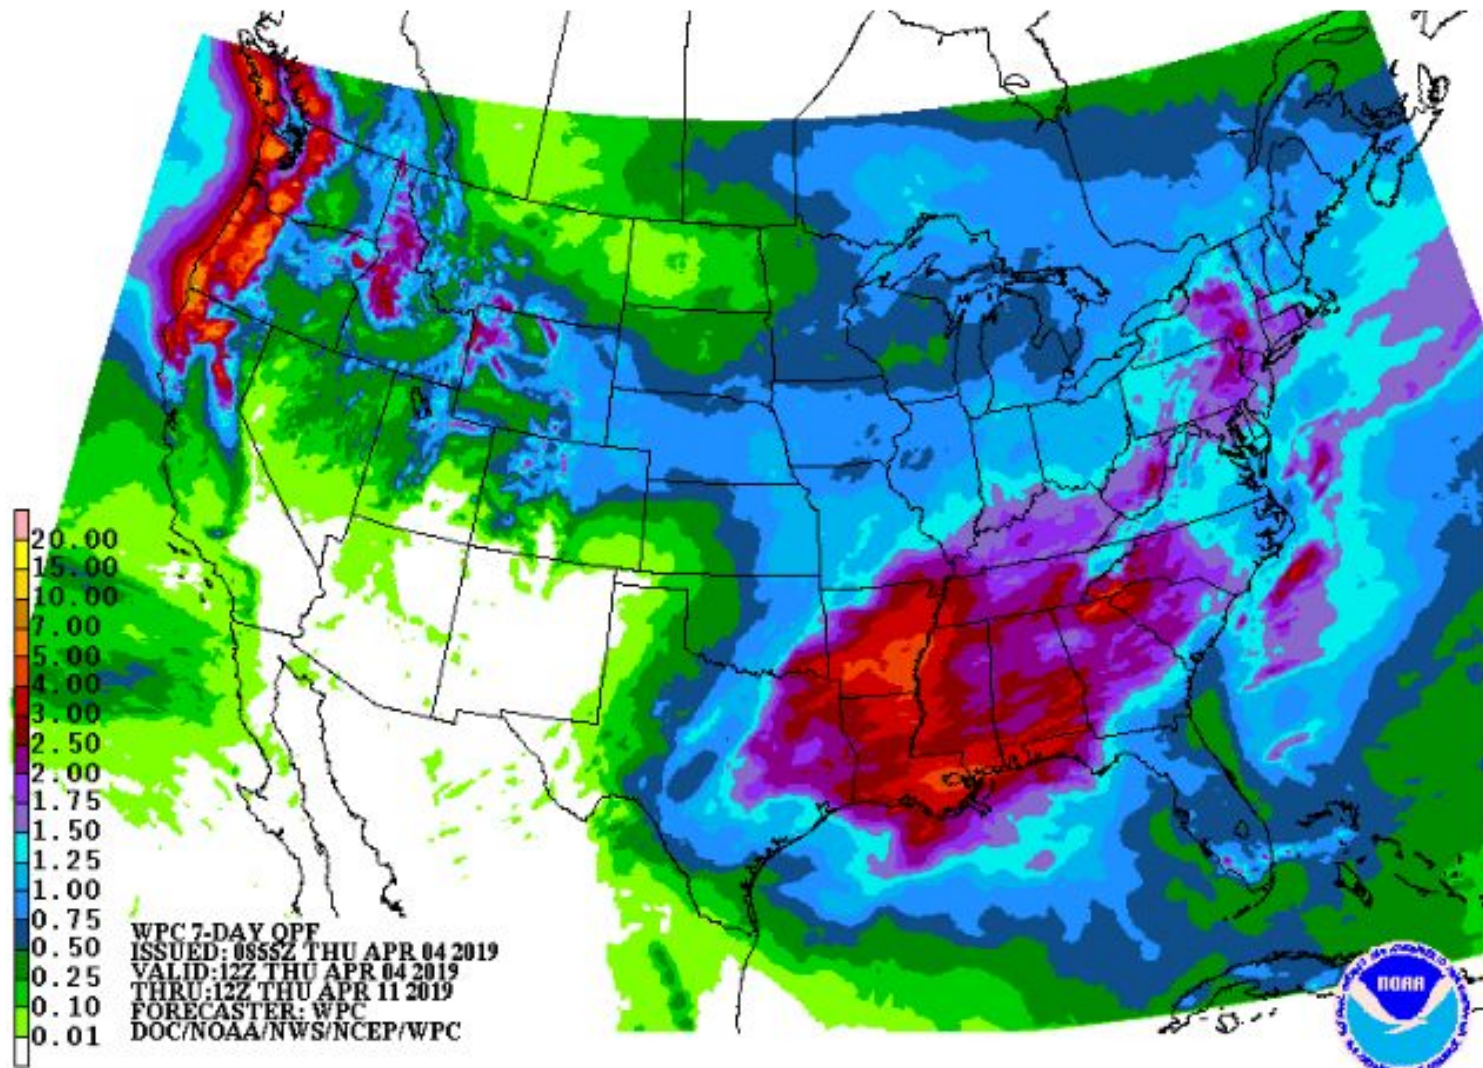 20.00
15.00
10.00
7.00
5.00
4.00
3.00
2.50
2.00
1.75
1.50
1.25
1.00
0.75
0.50
0.25
0.10
0.01
WPC 7-DAY QPF
ISSUED: 0855Z THU APR 04 2019
VALID:12Z THU APR 04 2019
THRU:12Z THU APR 11 2019
FORECASTER: WPC
DOC/NOAA/NWS/NCEP/WPC
NOAA